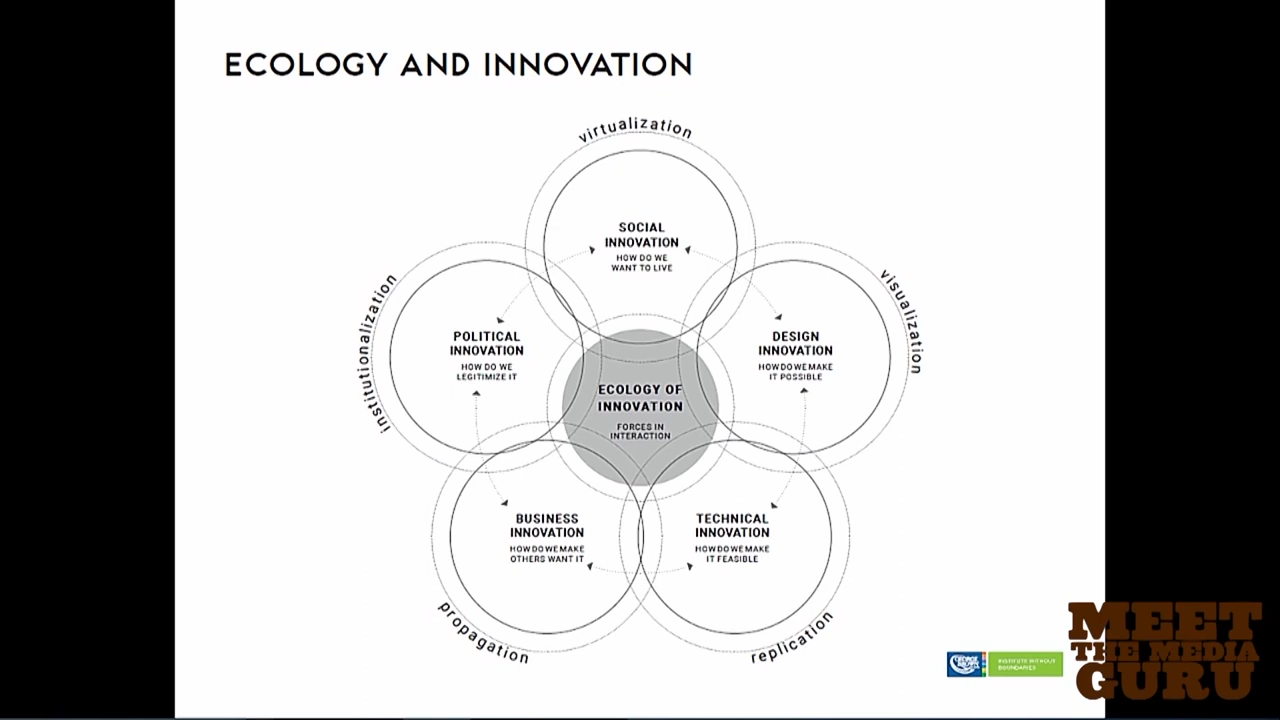 ECOLOGY AND INNOVATION
virtualization
SOCIAL
INNOVATION
HOW DO WE
WANT TO LIVE
institutionalization
POLITICAL
INNOVATION
HOW DO WE
LEGITIMIZE IT
visualization
DESIGN
INNOVATION
HOW DO WE MAKE
IT POSSIBLE
ECOLOGY OF
INNOVATION
FORCES IN
INTERACTION
BUSINESS
INNOVATION
HOW DO WE MAKE
OTHERS WANT IT
propagation
TECHNICAL
INNOVATION
HOW DO WE MAKE
IT FEASIBLE
replication
GEORGE
BROWN
INSTITUTE WITHOUT
BOUNDARIES
MEET
THE MEDIA
GURU